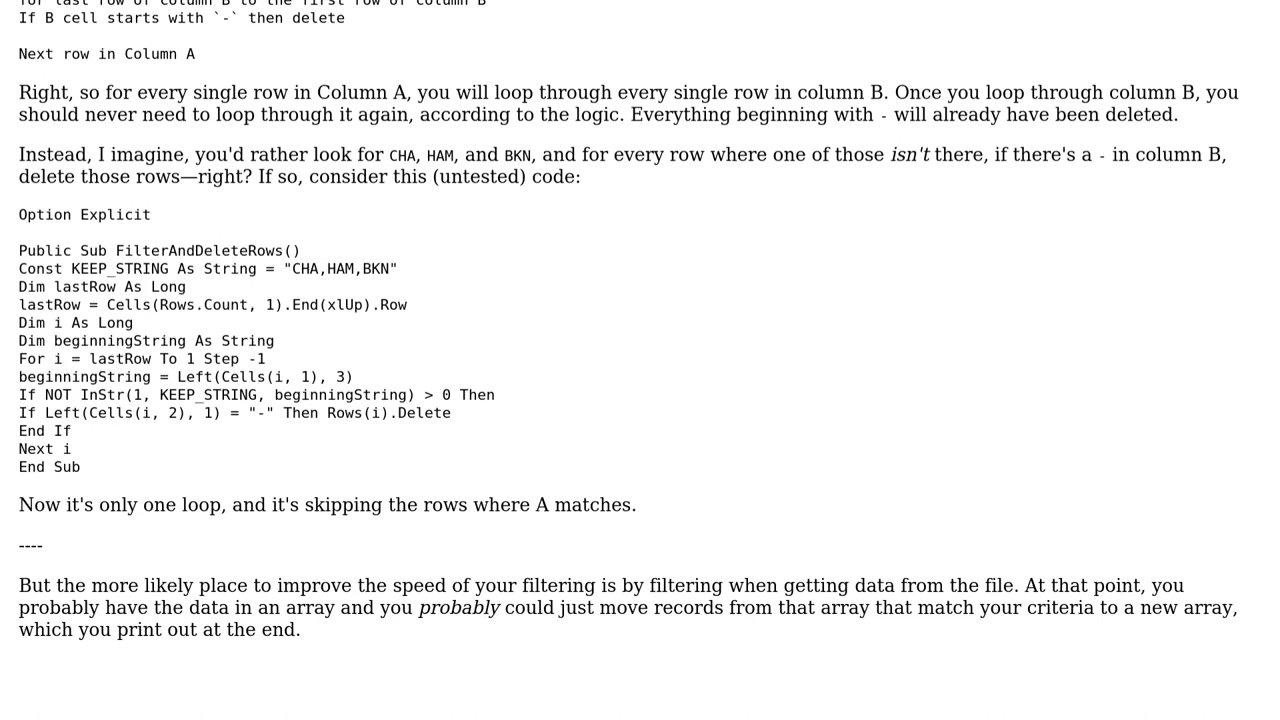 for last row of column B to the first row of column B
If B cell starts with `-` then delete
Next row in Column A
Right, so for every single row in Column A, you will loop through every single row in column B. Once you loop through column B, you
should never need to loop through it again, according to the logic. Everything beginning with - will already have been deleted.
Instead, I imagine, you'd rather look for CHA, HAM, and BKN, and for every row where one of those isn't there, if there's a - in column B,
delete those rows—right? If so, consider this (untested) code:
Option Explicit
Public Sub FilterAndDeleteRows()
Const KEEP_STRING As String = "CHA,HAM,BKN"
Dim lastRow As Long
lastRow = Cells(Rows.Count, 1).End(xlUp).Row
Dim i As Long
Dim beginningString As String
For i = lastRow To 1 Step -1
beginningString = Left(Cells(i, 1), 3)
If NOT InStr(1, KEEP_STRING, beginningString) > 0 Then
If Left(Cells(i, 2), 1) = "-" Then Rows(i).Delete
End If
Next i
End Sub
Now it's only one loop, and it's skipping the rows where A matches.
----
But the more likely place to improve the speed of your filtering is by filtering when getting data from the file. At that point, you
probably have the data in an array and you probably could just move records from that array that match your criteria to a new array,
which you print out at the end.